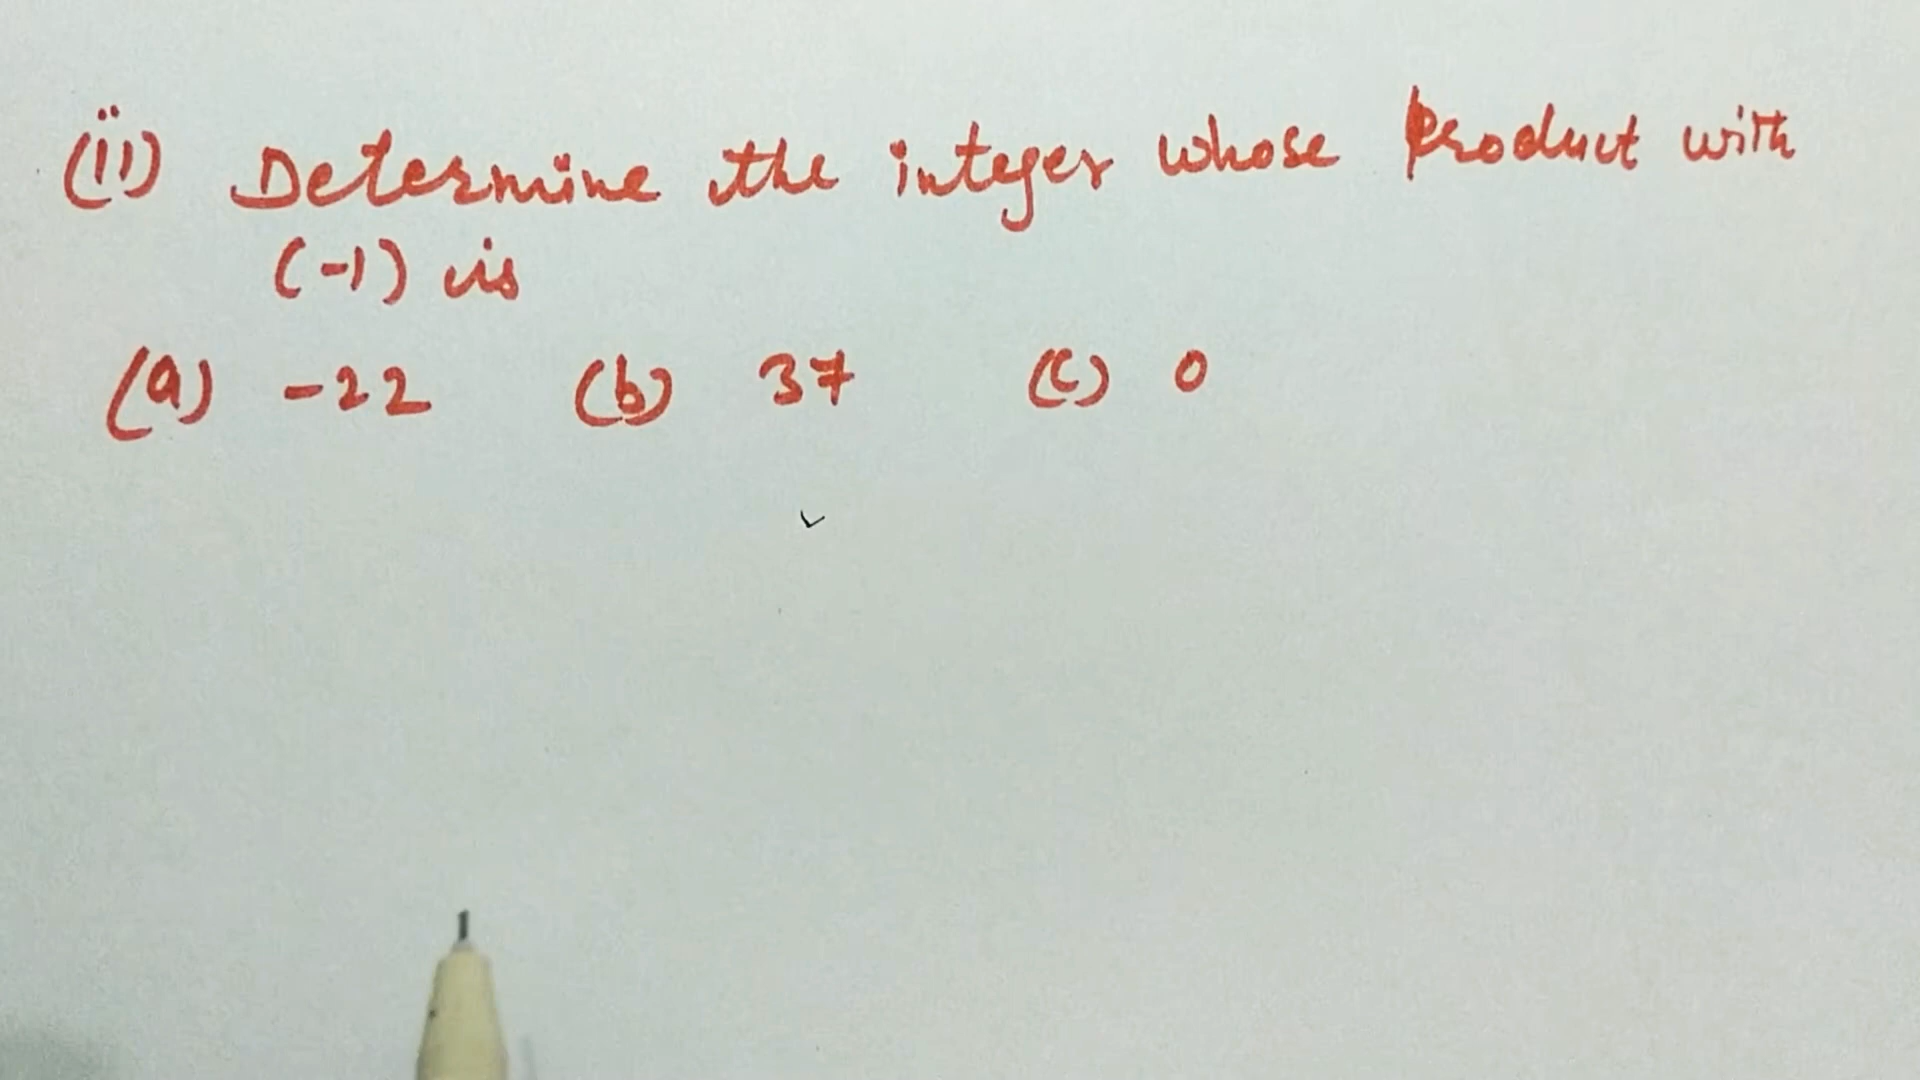 (ii) Determine the integer whose Product with
(-1) is
(a) -22 (b) 37 (c) 0